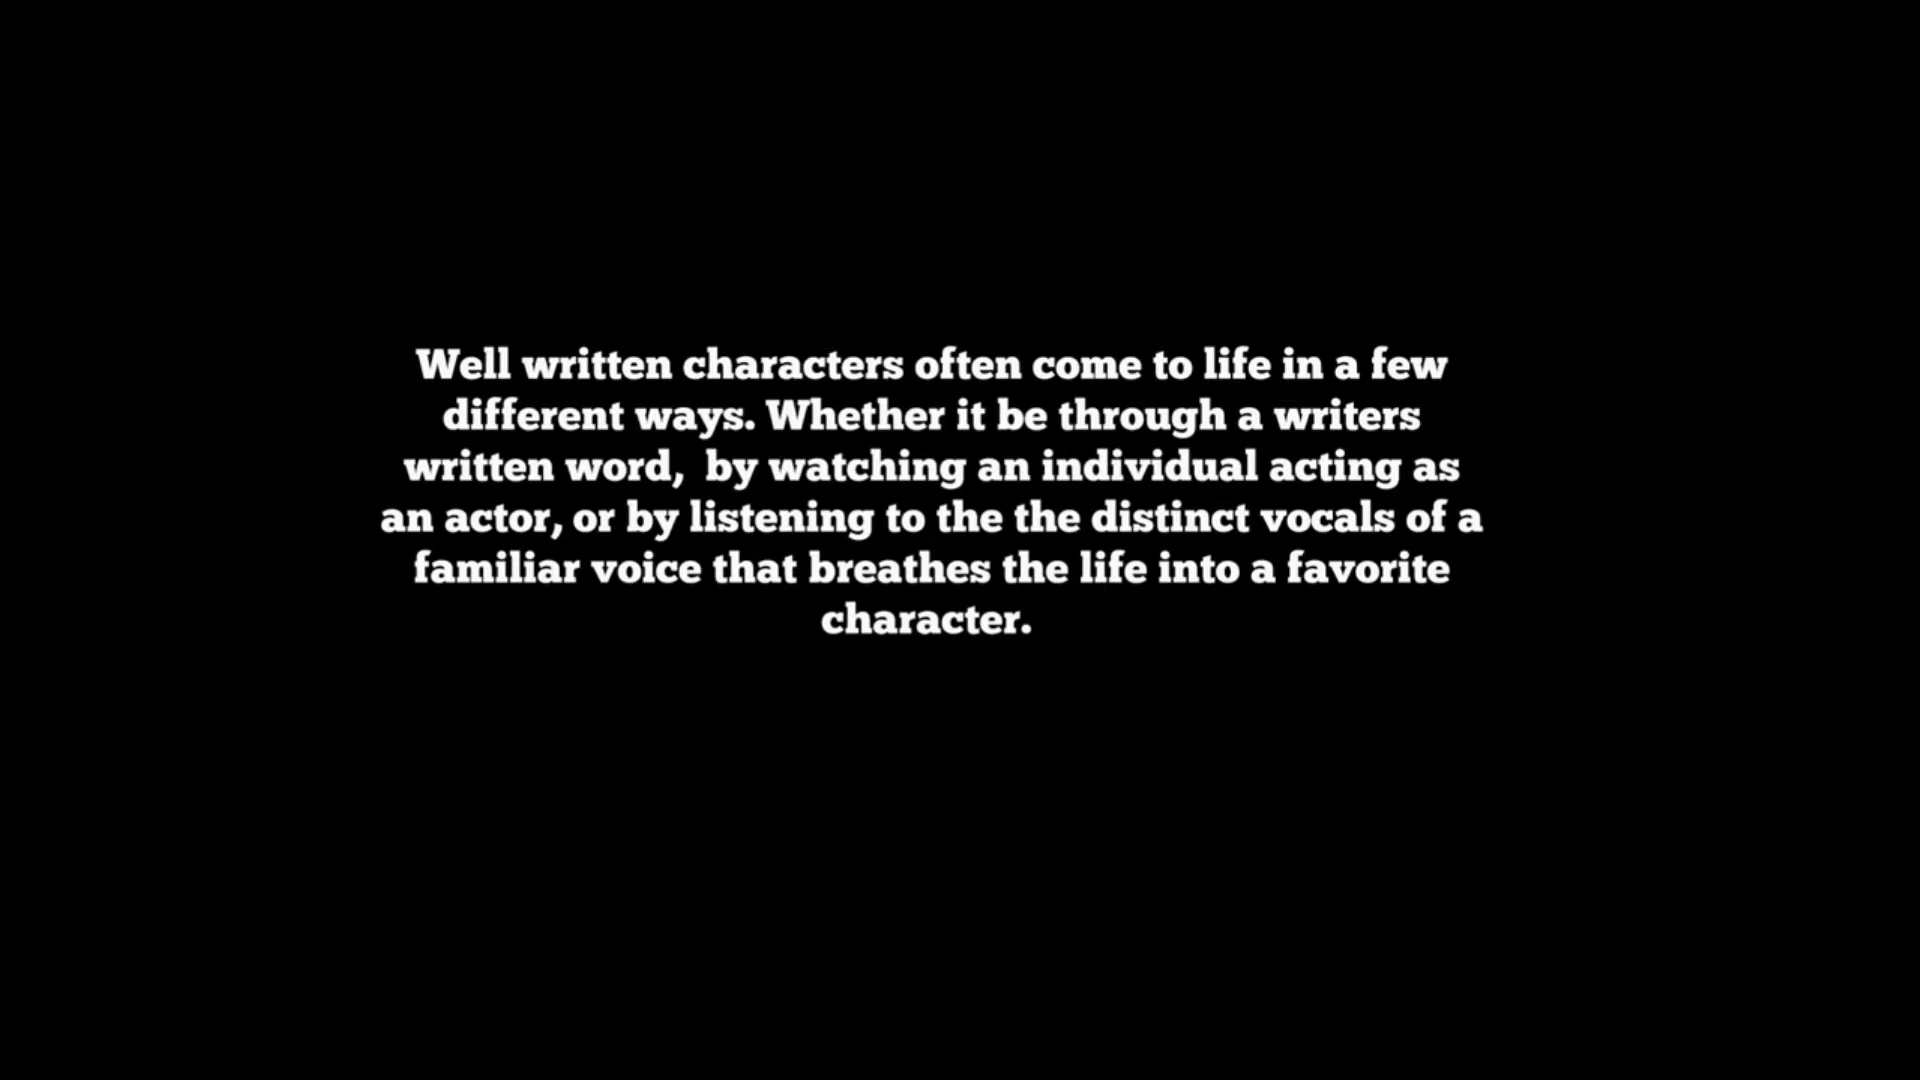 Well written characters often come to life in a few
different ways. Whether it be through a writers
written word,  by watching an individual acting as
an actor, or by listening to the the distinct vocals of a
familiar voice that breathes the life into a favorite
character.